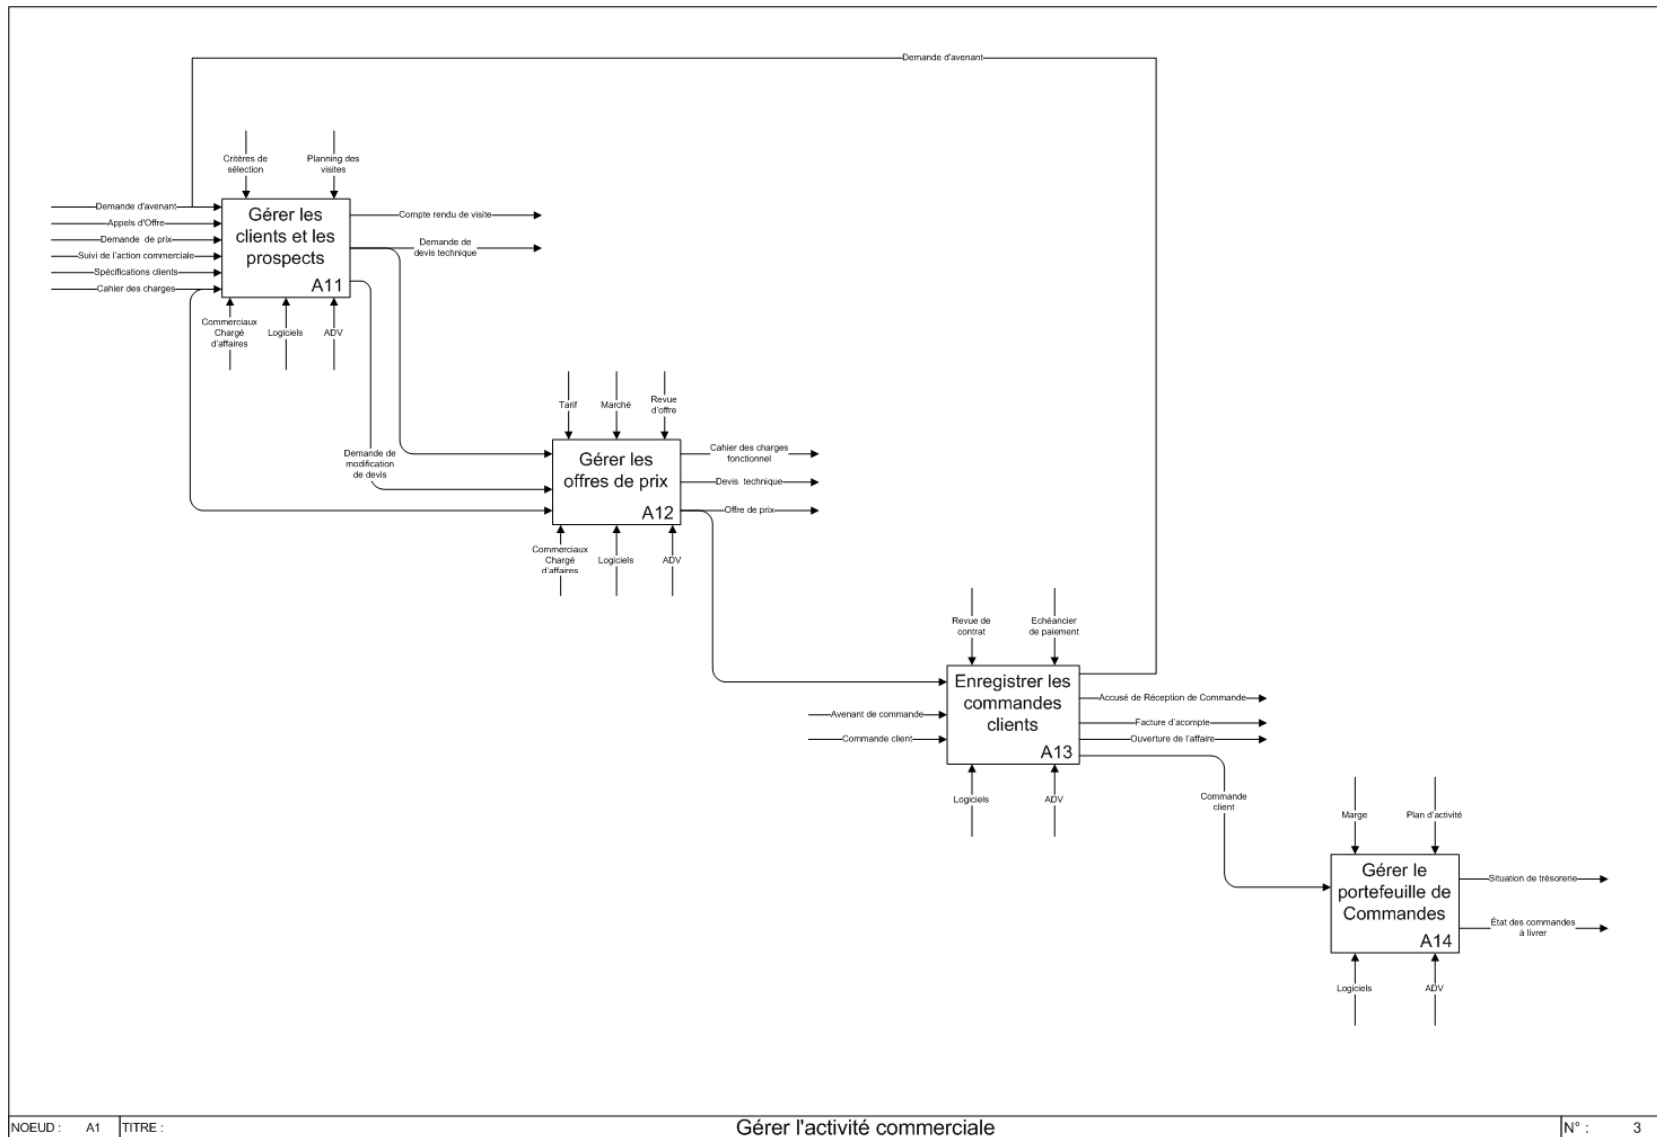 Demande d'avenant
Critères de
sélection
Planning des
visites
Demande d'avenant
Appels d'Offre
Demande de prix
Suivi de l'action commerciale
Spécifications clients
Cahier des charges
Gérer les
clients et les
prospects
A11
Compte rendu de visite
Demande de
devis technique
Commerciaux
Chargé
d'affaires
Logiciels
ADV
Tarif
Marché
Revue
d'offre
Demande de
modification
de devis
Gérer les
offres de prix
A12
Cahier des charges
fonctionnel
Devis technique
Offre de prix
Commerciaux
Chargé
d'affaires
Logiciels
ADV
Revue de
contrat
Echéancier
de paiement
Avenant de commande
Commande client
Enregistrer les
commandes
clients
A13
Accusé de Réception de Commande
Facture d'acompte
Ouverture de l'affaire
Logiciels
ADV
Commande
client
Marge
Plan d'activité
Gérer le
portefeuille de
Commandes
A14
Situation de trésorerie
État des commandes
à livrer
Logiciels
ADV
NOEUD : A1 TITRE : Gérer l'activité commerciale N° : 3